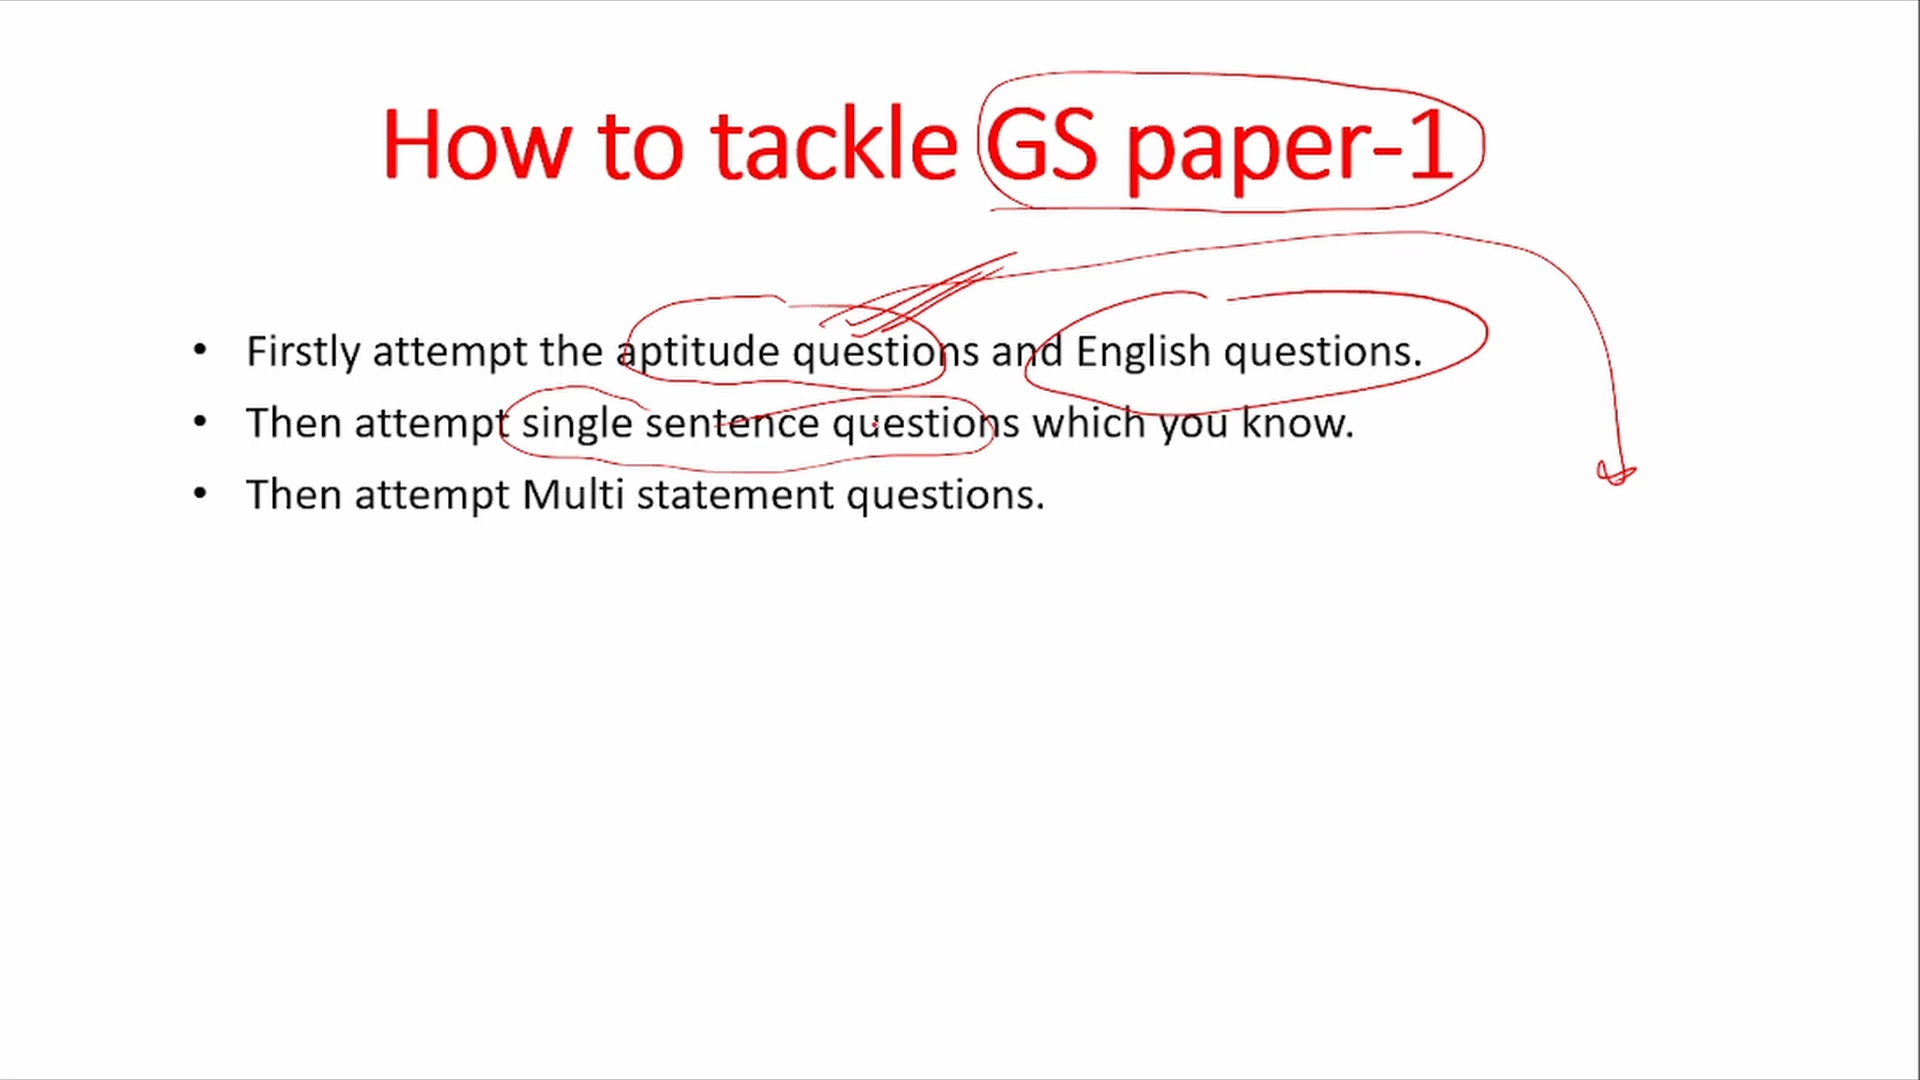 How to tackle GS paper-1
• Firstly attempt the aptitude questions and English questions.
• Then attempt single sentence questions which you know.
• Then attempt Multi statement questions.